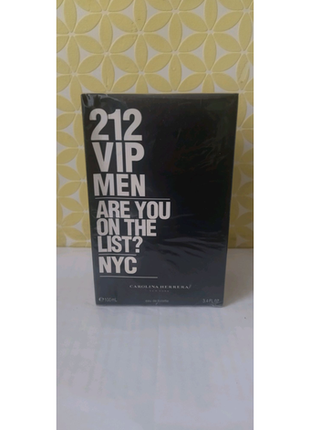 212
VIP
MEN
ARE YOU
ON THE
LIST?
NYC
CAROLINA HERRERA